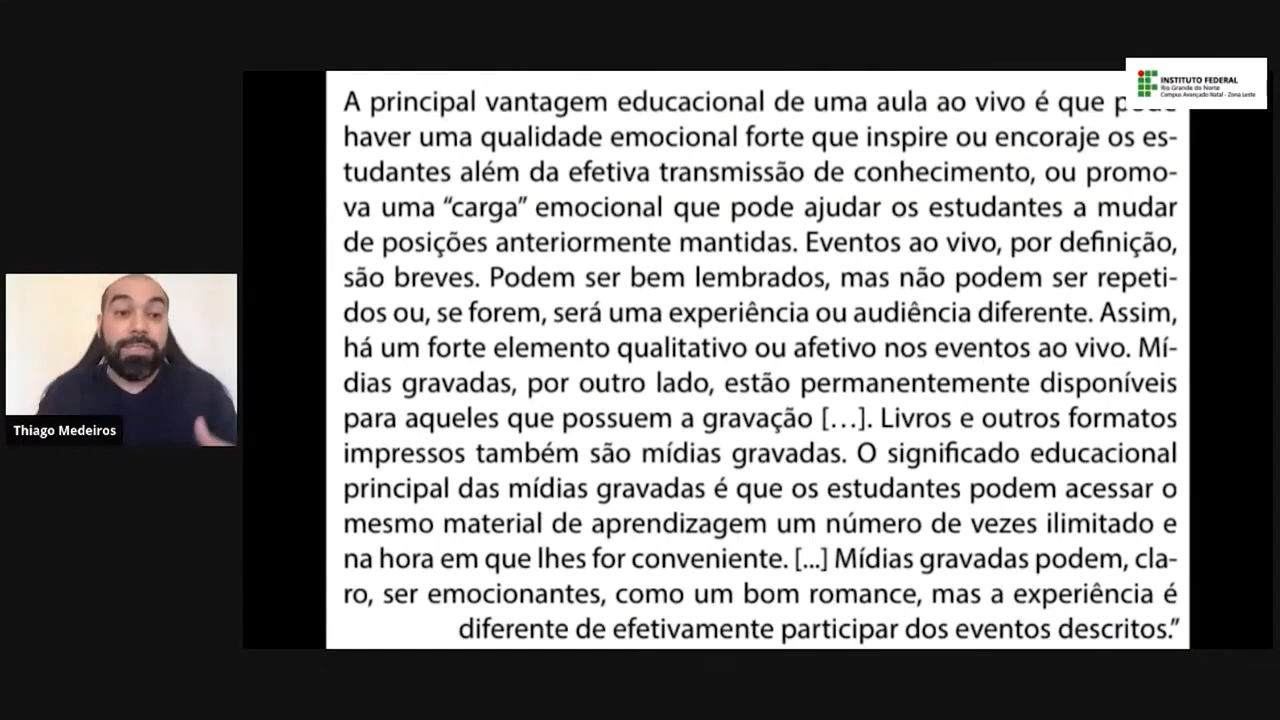 INSTITUTO FEDERAL
Rio Grande do Norte
Campus Avançado Natal - Zona Leste
A principal vantagem educacional de uma aula ao vivo é que
haver uma qualidade emocional forte que inspire ou encoraje os es-
tudantes além da efetiva transmissão de conhecimento, ou promo-
va uma “carga” emocional que pode ajudar os estudantes a mudar
de posições anteriormente mantidas. Eventos ao vivo, por definição,
são breves. Podem ser bem lembrados, mas não podem ser repeti-
dos ou, se forem, será uma experiência ou audiência diferente. Assim,
há um forte elemento qualitativo ou afetivo nos eventos ao vivo. Mí-
dias gravadas, por outro lado, estão permanentemente disponíveis
para aqueles que possuem a gravação [...]. Livros e outros formatos
impressos também são mídias gravadas. O significado educacional
principal das mídias gravadas é que os estudantes podem acessar o
mesmo material de aprendizagem um número de vezes ilimitado e
na hora em que lhes for conveniente. [...] Mídias gravadas podem, cla-
ro, ser emocionantes, como um bom romance, mas a experiência é
diferente de efetivamente participar dos eventos descritos.”
Thiago Medeiros